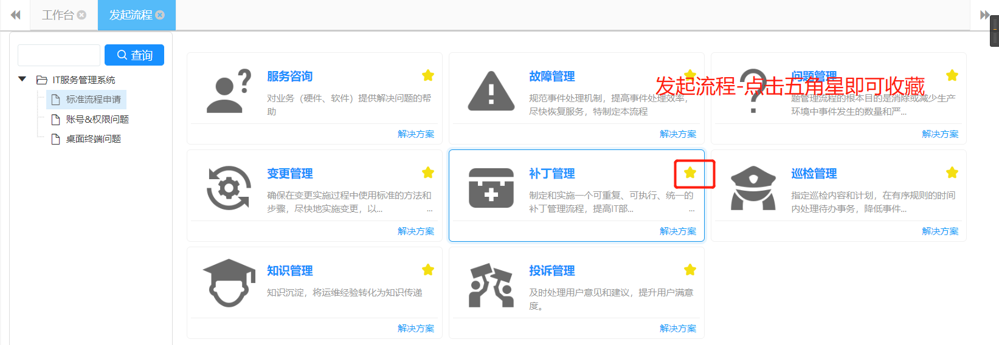 工作台
发起流程
查询
IT服务管理系统
标准流程申请
账号&权限问题
桌面终端问题
服务咨询
对业务（硬件、软件）提供解决问题的帮
助
解决方案
故障管理
规范事件处理机制，提高事件处理效率，
尽快恢复服务，特制定本流程
解决方案
问题管理
题管理流程的根本目的是消除或减少生产
环境中事件发生的数量和严...
解决方案
发起流程-点击五角星即可收藏
变更管理
确保在变更实施过程中使用标准的方法和
步骤，尽快地实施变更，以... ...
解决方案
补丁管理
制定和实施一个可重复、可执行、统一的
补丁管理流程，提高IT部... ...
解决方案
巡检管理
指定巡检内容和计划，在有序规则的时间
内处理待办事务，降低事件...
解决方案
知识管理
知识沉淀，将运维经验转化为知识传递
解决方案
投诉管理
及时处理用户意见和建议，提升用户满意
度。
解决方案